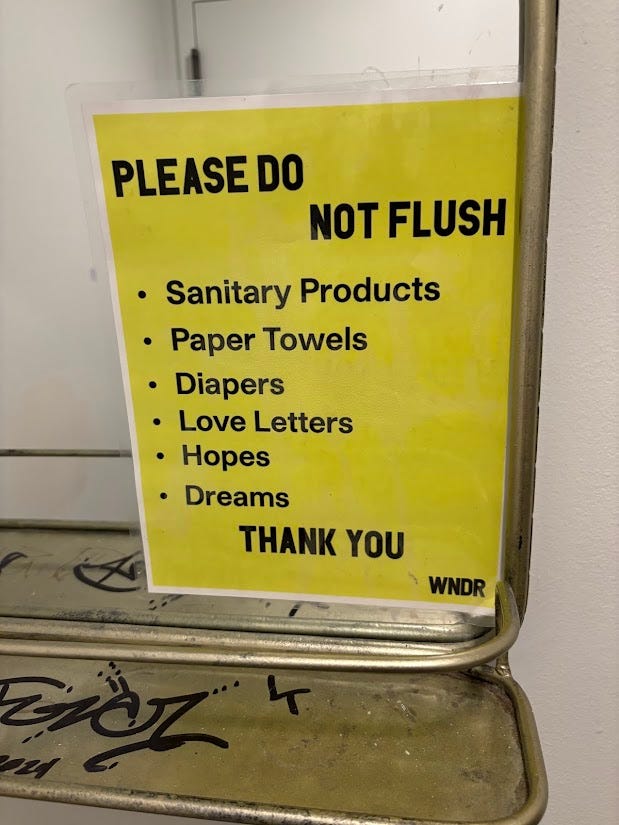 PLEASE DO
NOT FLUSH
• Sanitary Products
• Paper Towels
• Diapers
• Love Letters
• Hopes
• Dreams
THANK YOU
WNDR